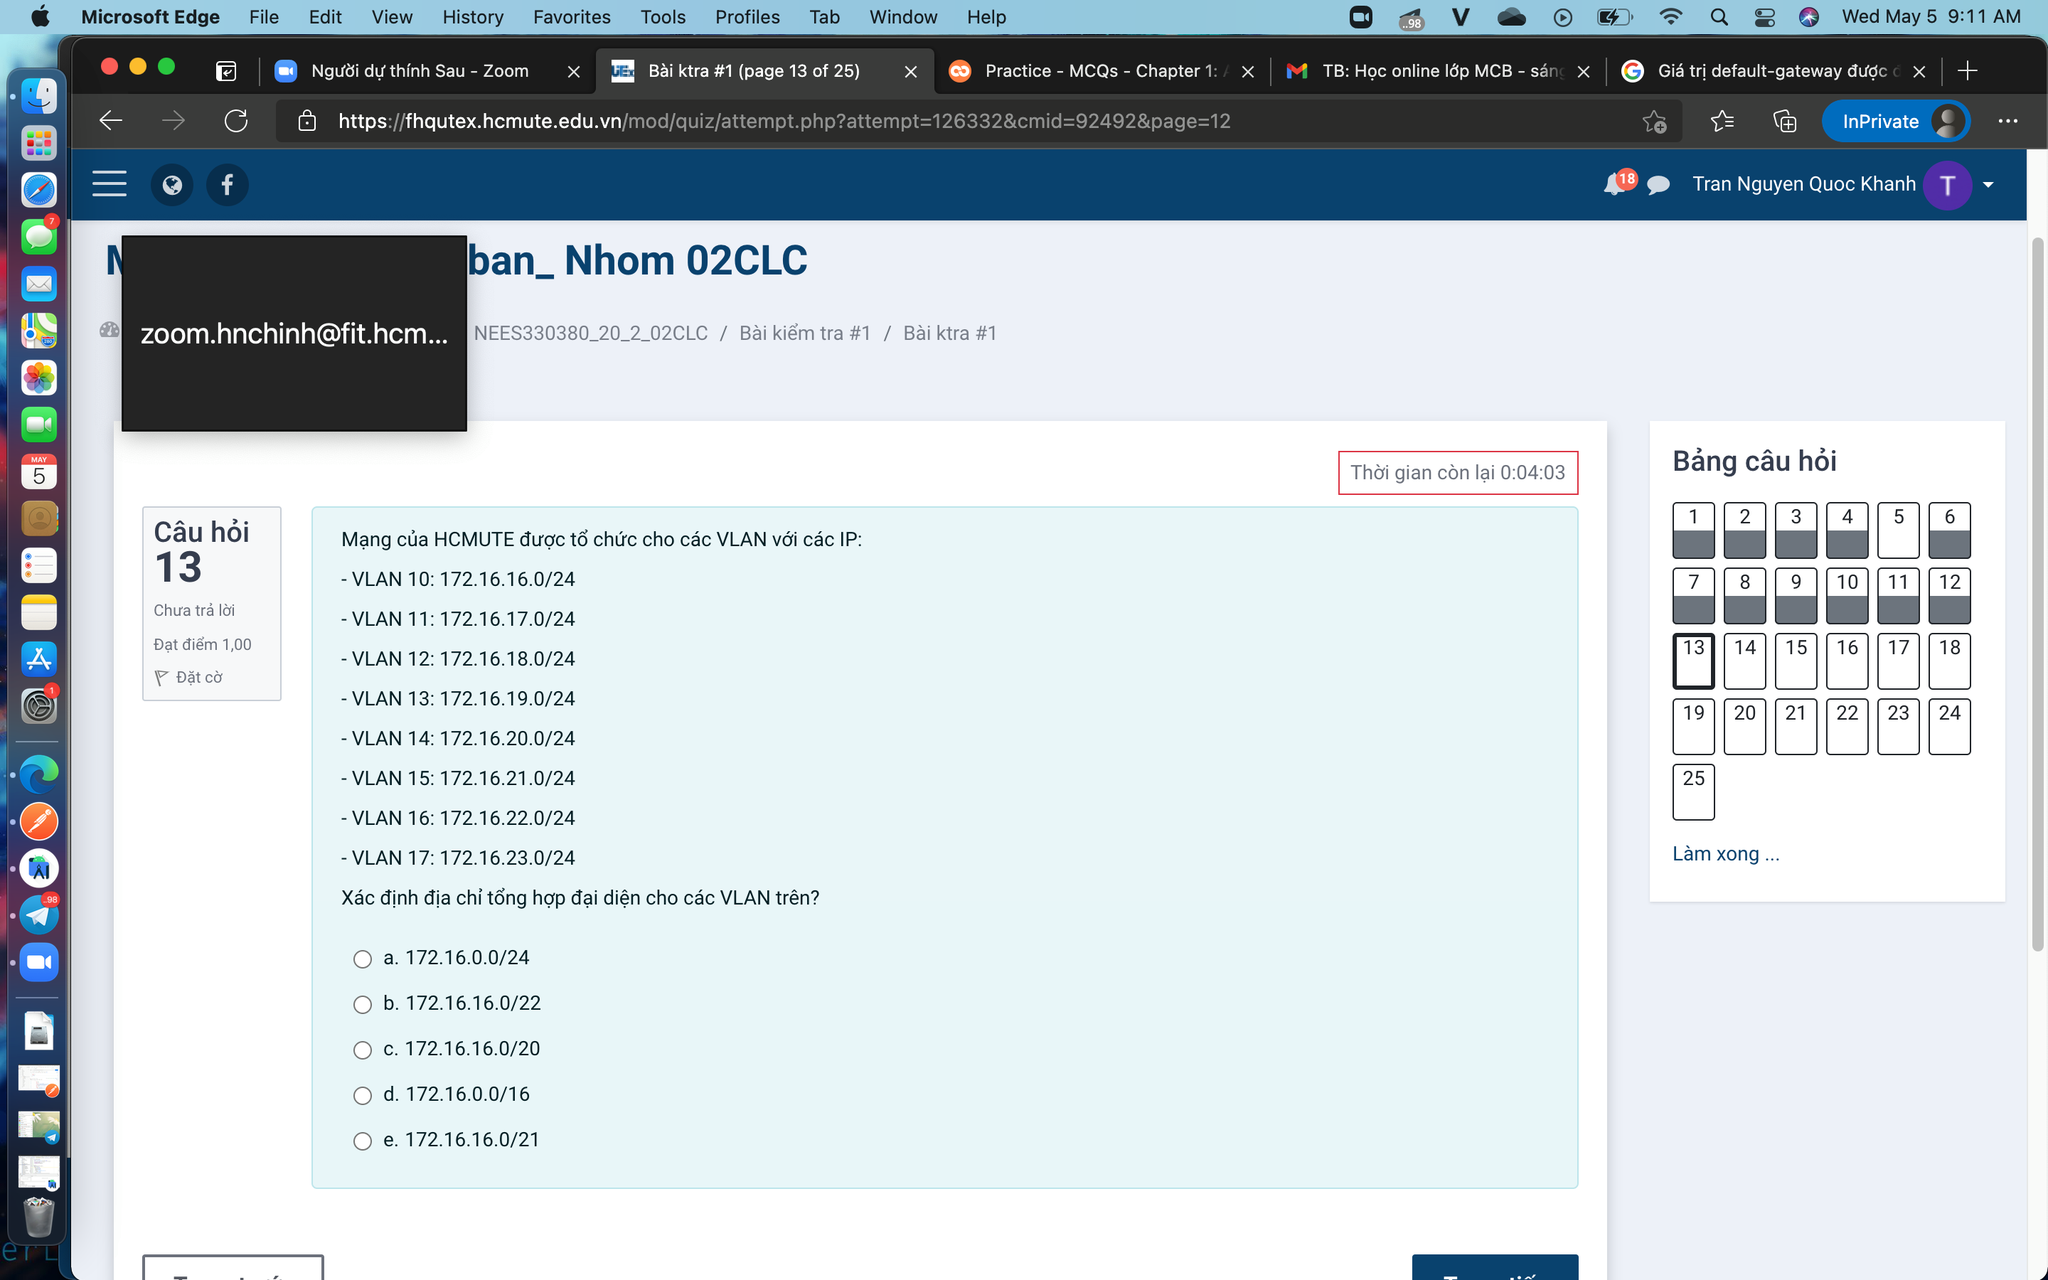 Microsoft Edge File Edit View History Favorites Tools Profiles Tab Window Help ..98 Wed May 5 9:11 AM
Người dự thính Sau - Zoom
Bài ktra #1 (page 13 of 25)
Practice - MCQs - Chapter 1:
TB: Học online lớp MCB - sáng
Giá trị default-gateway được
https://fhqutex.hcmute.edu.vn/mod/quiz/attempt.php?attempt=126332&cmid=92492&page=12
InPrivate
18
Tran Nguyen Quoc Khanh T
ban_ Nhom 02CLC
zoom.hnchinh@fit.hcm...
NEES330380_20_2_02CLC / Bài kiểm tra #1 / Bài ktra #1
Thời gian còn lại 0:04:03
Câu hỏi
13
Chưa trả lời
Đạt điểm 1,00
Đặt cờ
Mạng của HCMUTE được tổ chức cho các VLAN với các IP:
- VLAN 10: 172.16.16.0/24
- VLAN 11: 172.16.17.0/24
- VLAN 12: 172.16.18.0/24
- VLAN 13: 172.16.19.0/24
- VLAN 14: 172.16.20.0/24
- VLAN 15: 172.16.21.0/24
- VLAN 16: 172.16.22.0/24
- VLAN 17: 172.16.23.0/24
Xác định địa chỉ tổng hợp đại diện cho các VLAN trên?
a. 172.16.0.0/24
b. 172.16.16.0/22
c. 172.16.16.0/20
d. 172.16.0.0/16
e. 172.16.16.0/21
Bảng câu hỏi
1 2 3 4 5 6
7 8 9 10 11 12
13 14 15 16 17 18
19 20 21 22 23 24
25
Làm xong ...
7
MAY
5
1
..98